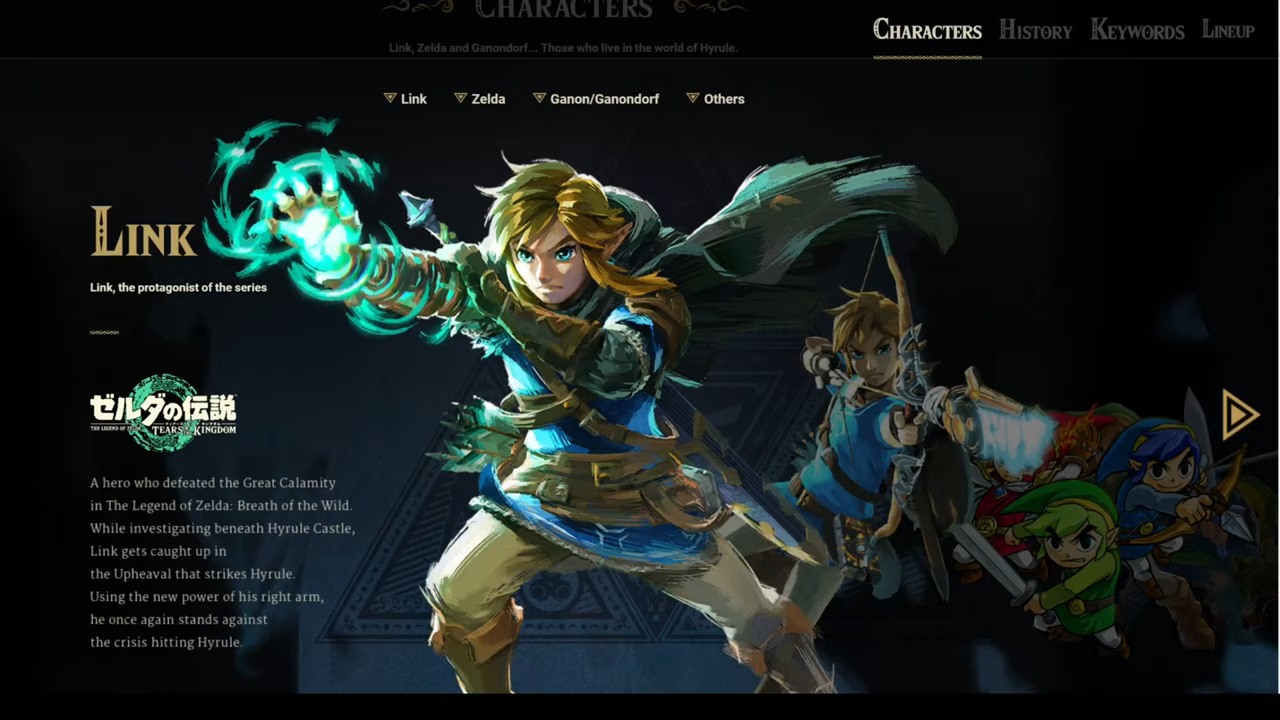 CHARACTERS
Link, Zelda and Ganondorf... Those who live in the world of Hyrule.
CHARACTERS
HISTORY
KEYWORDS
LINEUP
Link
Zelda
Ganon/Ganondorf
Others
LINK
Link, the protagonist of the series
ゼルダの伝説
THE LEGEND OF ZELDA
TEARS OF THE KINGDOM
A hero who defeated the Great Calamity
in The Legend of Zelda: Breath of the Wild.
While investigating beneath Hyrule Castle,
Link gets caught up in
the Upheaval that strikes Hyrule.
Using the new power of his right arm,
he once again stands against
the crisis hitting Hyrule.